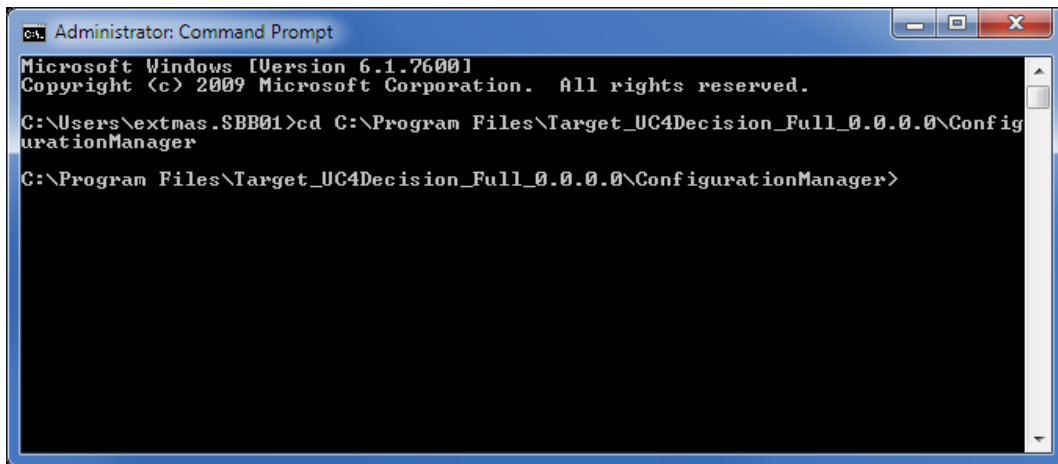 Administrator: Command Prompt
Microsoft Windows [Version 6.1.7600]
Copyright (c) 2009 Microsoft Corporation.  All rights reserved.
C:\Users\extmas.SBB01>cd C:\Program Files\Target_UC4Decision_Full_0.0.0.0\Config
urationManager
C:\Program Files\Target_UC4Decision_Full_0.0.0.0\ConfigurationManager>